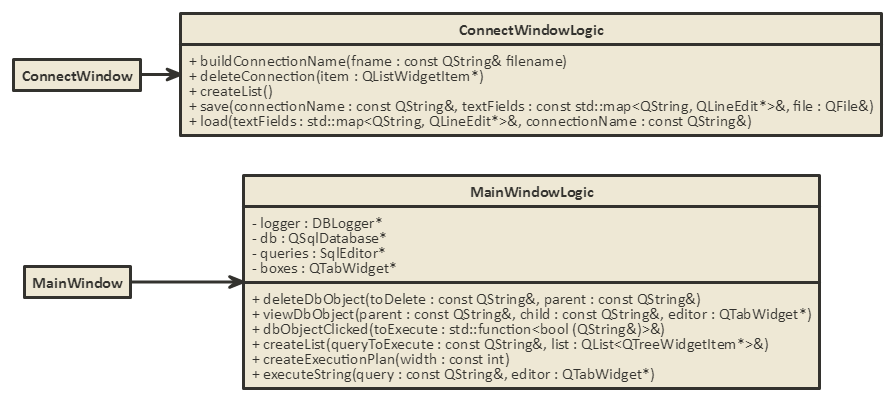 ConnectWindowLogic
ConnectWindow
+ buildConnectionName(fname : const QString& filename)
+ deleteConnection(item : QListWidgetItem*)
+ createList()
+ save(connectionName : const QString&, textFields : const std::map<QString, QLineEdit*>&, file : QFile&)
+ load(textFields : std::map<QString, QLineEdit*>&, connectionName : const QString&)
MainWindowLogic
- logger : DBLogger*
- db : QSqlDatabase*
- queries : SqlEditor*
- boxes : QTabWidget*
MainWindow
+ deleteDbObject(toDelete : const QString&, parent : const QString&)
+ viewDbObject(parent : const QString&, child : const QString&, editor : QTabWidget*)
+ dbObjectClicked(toExecute : std::function<bool (QString&)>&)
+ createList(queryToExecute : const QString&, list : QList<QTreeWidgetItem*>&)
+ createExecutionPlan(width : const int)
+ executeString(query : const QString&, editor : QTabWidget*)